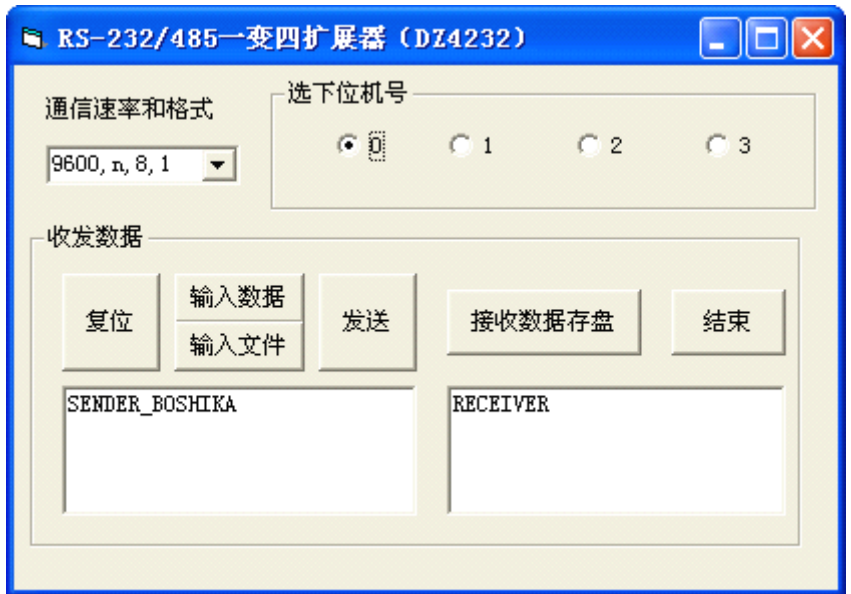 RS-232/485一变四扩展器（DZ4232）
通信速率和格式
9600,n,8,1
选下位机号
0 1 2 3
收发数据
复位
输入数据
输入文件
发送
接收数据存盘
结束
SENDER_BOSHIKA
RECEIVER